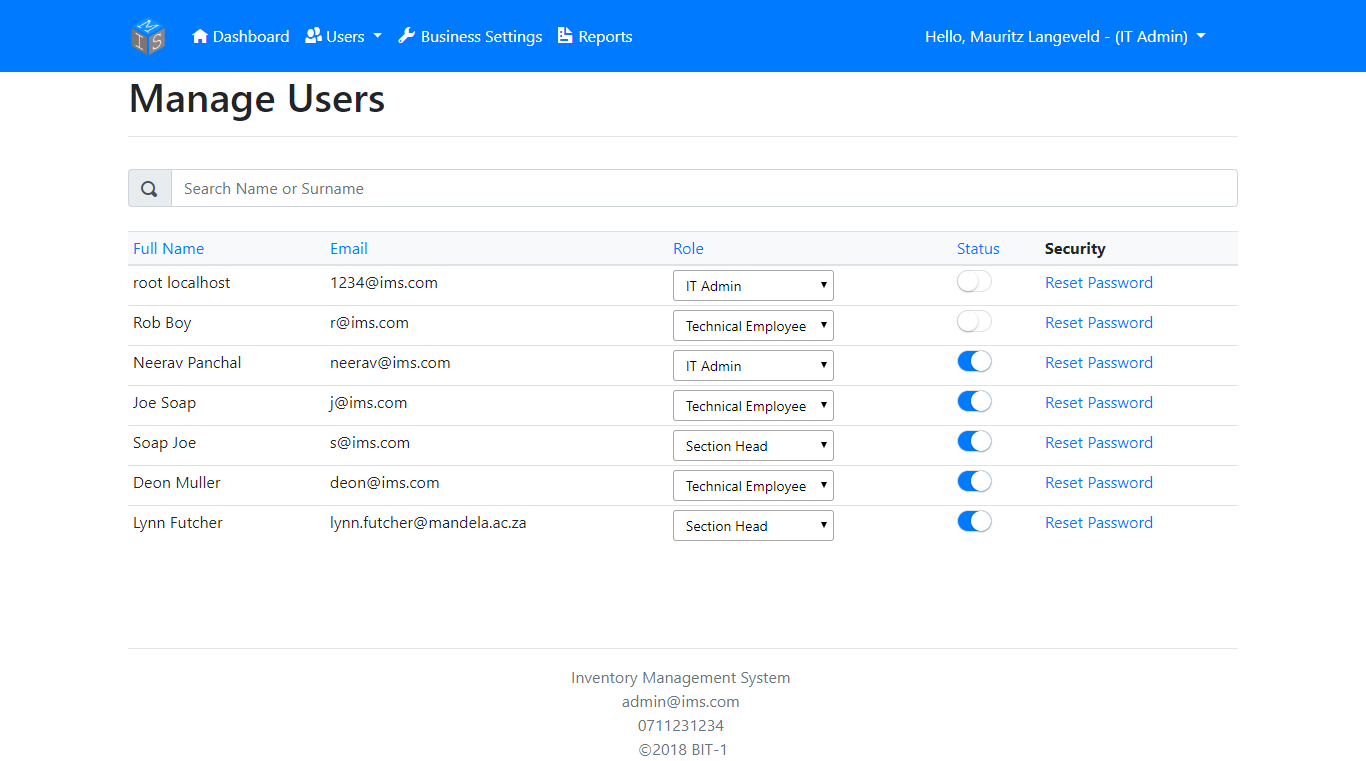 MIS Dashboard Users Business Settings Reports Hello, Mauritz Langeveld - (IT Admin)
Manage Users
Search Name or Surname
Full Name Email Role Status Security
root localhost 1234@ims.com IT Admin Reset Password
Rob Boy r@ims.com Technical Employee Reset Password
Neerav Panchal neerav@ims.com IT Admin Reset Password
Joe Soap j@ims.com Technical Employee Reset Password
Soap Joe s@ims.com Section Head Reset Password
Deon Muller deon@ims.com Technical Employee Reset Password
Lynn Futcher lynn.futcher@mandela.ac.za Section Head Reset Password
Inventory Management System
admin@ims.com
0711231234
©2018 BIT-1